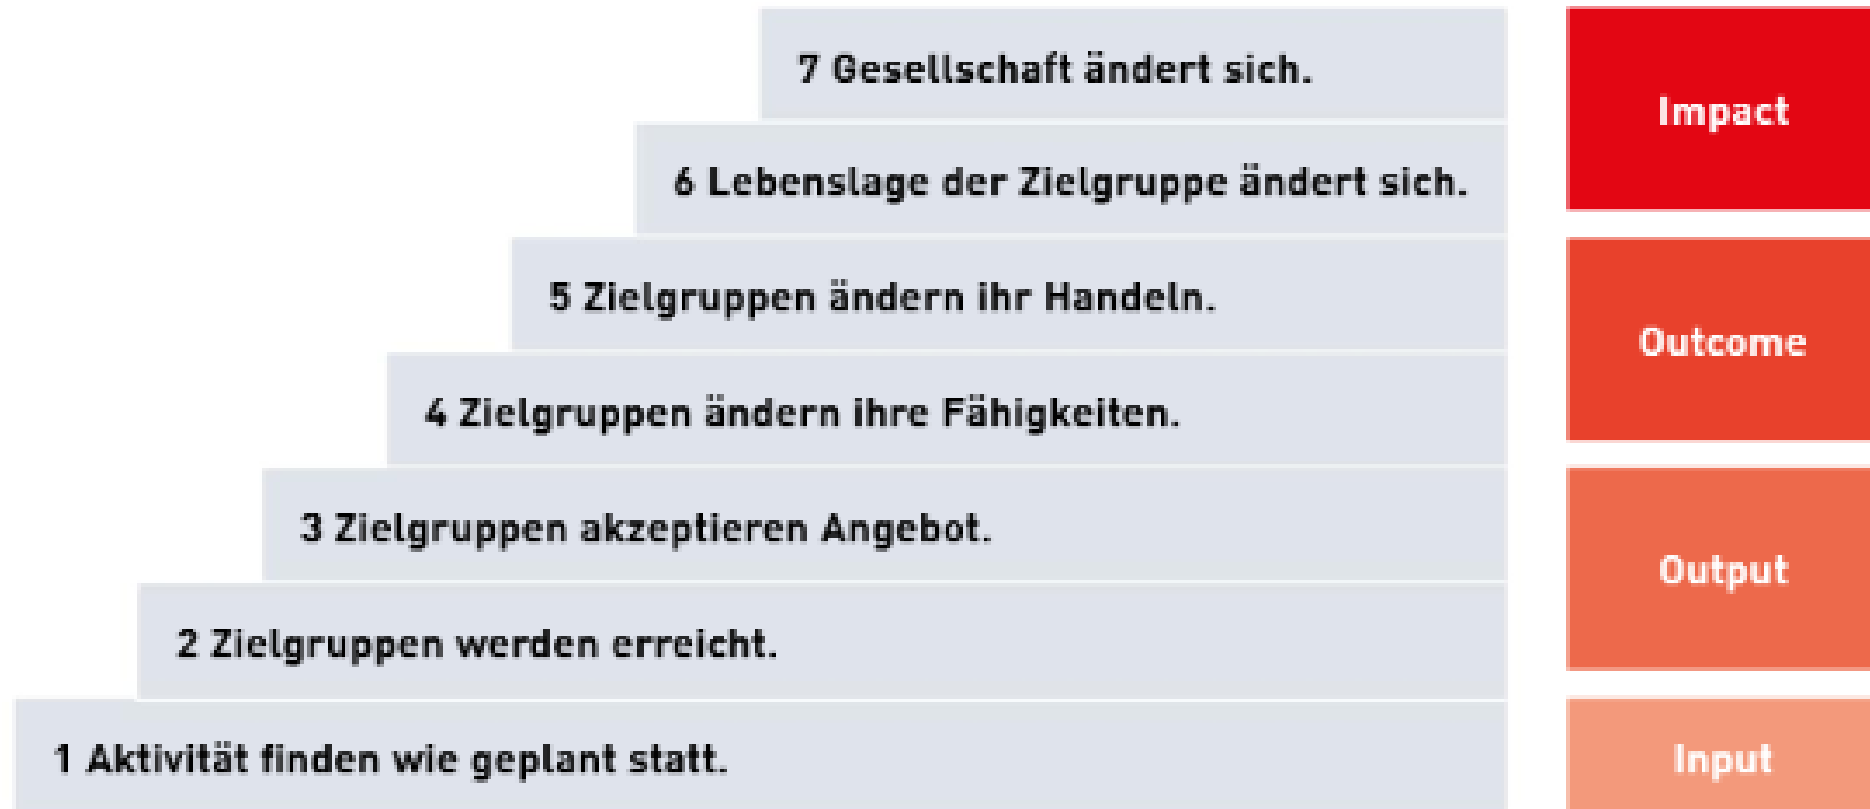 7 Gesellschaft ändert sich.
Impact
6 Lebenslage der Zielgruppe ändert sich.
5 Zielgruppen ändern ihr Handeln.
Outcome
4 Zielgruppen ändern ihre Fähigkeiten.
3 Zielgruppen akzeptieren Angebot.
Output
2 Zielgruppen werden erreicht.
1 Aktivität finden wie geplant statt.
Input